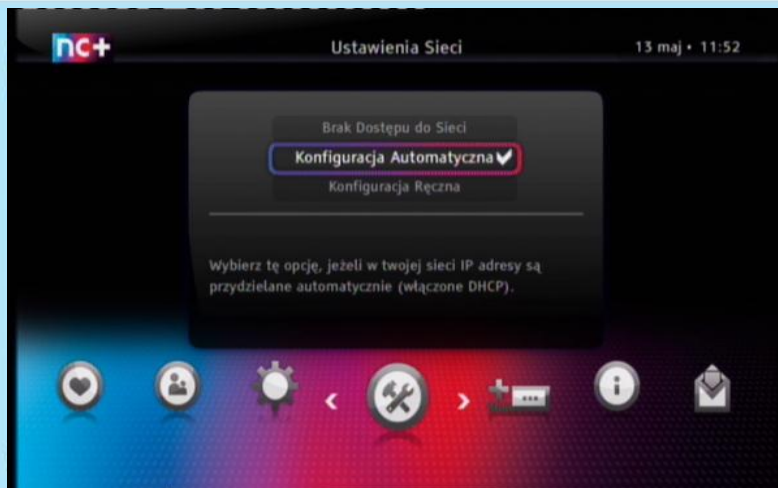 nc+
Ustawienia Sieci
13 maj • 11:52
Brak Dostępu do Sieci
Konfiguracja Automatyczna
Konfiguracja Ręczna
Wybierz tę opcję, jeżeli w twojej sieci IP adresy są
przydzielane automatycznie (włączone DHCP).